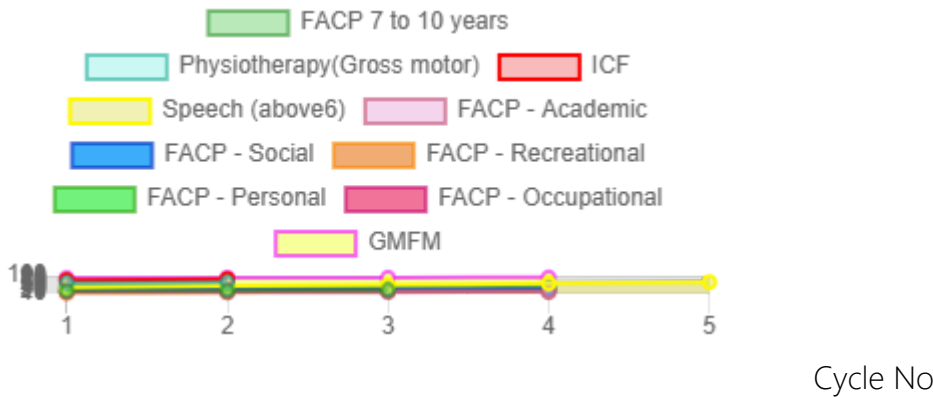 FACP 7 to 10 years
Physiotherapy(Gross motor) ICF
Speech (above6) FACP - Academic
FACP - Social FACP - Recreational
FACP - Personal FACP - Occupational
GMFM
1 2 3 4 5
Cycle No